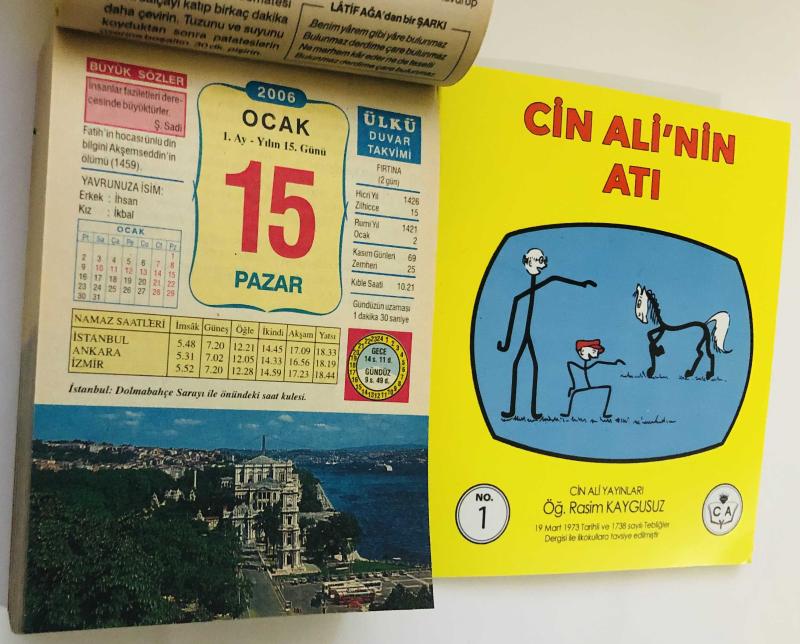 daha çevirin. Tuzunu ve suyunu
koyduktan sonra patateslerin
LÂTİF AĞA'dan bir ŞARKI
Benim yârem gibi yâre bulunmaz
Bulunmaz derdime çare bulunmaz
Ne merhem kâr eder ne de teselli
Bulunmaz derdime çare bulunmaz
BÜYÜK SÖZLER
İnsanlar faziletleri dere-
cesinde büyüktürler.
Ş. Sadi
Fatih'in hocası ünlü din
bilgini Akşemseddin'in
ölümü (1459).
YAVRUNUZA İSİM:
Erkek : İhsan
Kız : İkbal
OCAK
Pt Sa Ça Pe Cu Ct Pz
1
2 3 4 5 6 7 8
9 10 11 12 13 14 15
16 17 18 19 20 21 22
23 24 25 26 27 28 29
30 31
2006
OCAK
1. Ay - Yılın 15. Günü
15
PAZAR
ÜLKÜ
DUVAR
TAKVİMİ
FIRTINA
(2 gün)
Hicri Yıl 1426
Zilhicce 15
Rumi Yıl 1421
Ocak 2
Kasım Günleri 69
Zemheri 25
Kıble Saati 10.21
Gündüzün uzaması
1 dakika 30 saniye
NAMAZ SAATLERİ İmsâk Güneş Öğle İkindi Akşam Yatsı
İSTANBUL 5.48 7.20 12.21 14.45 17.09 18.33
ANKARA 5.31 7.02 12.05 14.33 16.56 18.19
İZMİR 5.52 7.20 12.28 14.59 17.23 18.44
GECE
14 s. 11 d.
GÜNDÜZ
9 s. 49 d.
İstanbul: Dolmabahçe Sarayı ile önündeki saat kulesi.
CİN ALİ'NİN
ATI
NO.
1
CİN ALİ YAYINLARI
Öğ. Rasim KAYGUSUZ
19 Mart 1973 Tarihli ve 1738 sayılı Tebliğler
Dergisi ile ilkokullara tavsiye edilmiştir
C A